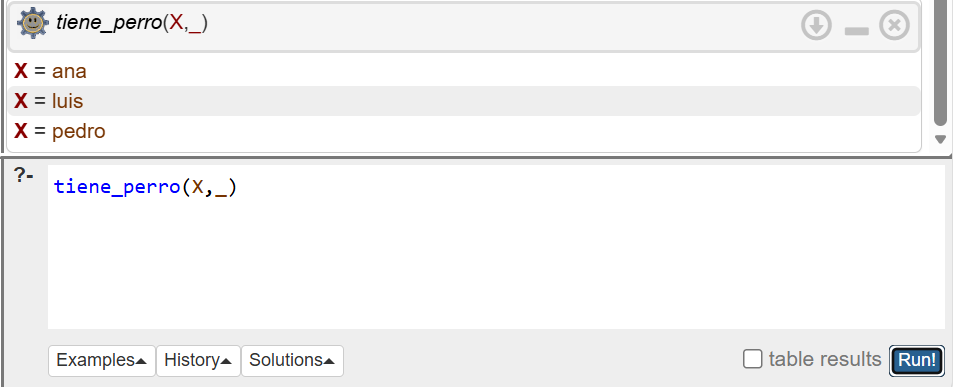 tiene_perro(X,_)
X = ana
X = luis
X = pedro
?- tiene_perro(X,_)
Examples History Solutions table results Run!